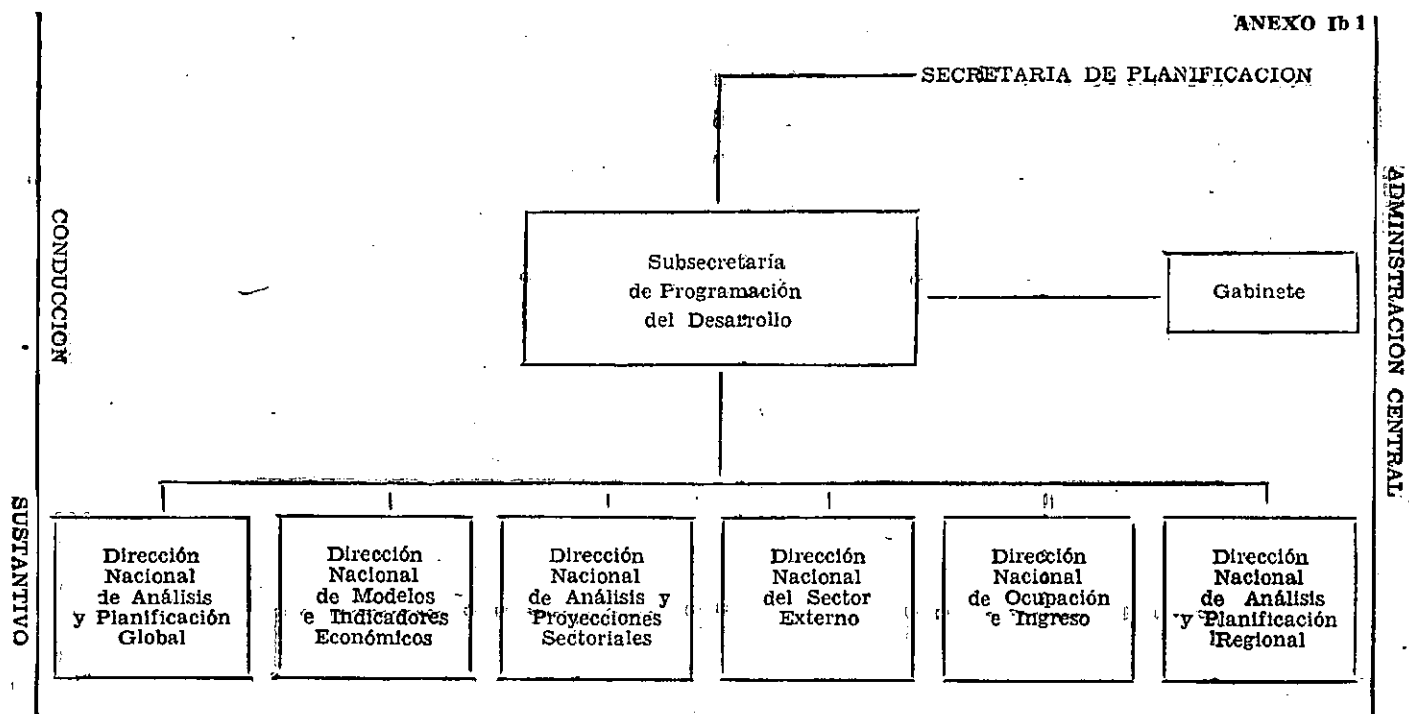 ANEXO Ib 1
SECRETARIA DE PLANIFICACION
CONDUCCION
Subsecretaría
de Programación
del Desarrollo
Gabinete
ADMINISTRACION CENTRAL
SUSTANTIVO
Dirección
Nacional
de Análisis
y Planificación
Global
Dirección
Nacional
de Modelos
e Indicadores
Económicos
Dirección
Nacional
de Análisis y
Proyecciones
Sectoriales
Dirección
Nacional
del Sector
Externo
Dirección
Nacional
de Ocupación
e Ingreso
Dirección
Nacional
de Análisis
y Planificación
Regional